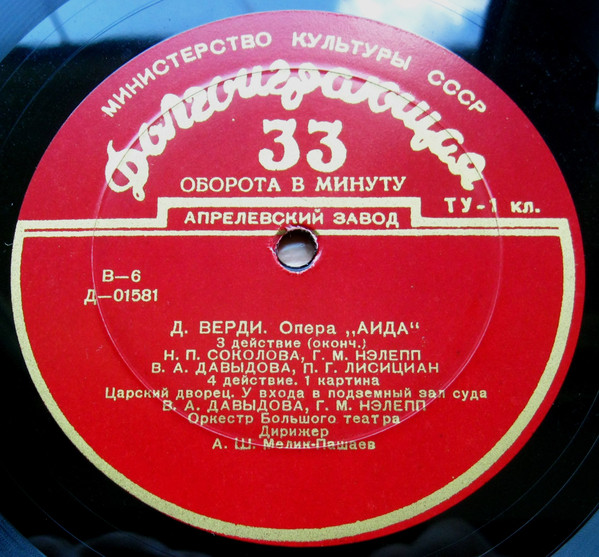 МИНИСТЕРСТВО КУЛЬТУРЫ СССР
Долгоиграющая
33
ОБОРОТА В МИНУТУ
ТУ-1 кл.
АПРЕЛЕВСКИЙ ЗАВОД
В—6
Д—01581
Д. ВЕРДИ. Опера „АИДА“
3 действие (оконч.)
Н. П. СОКОЛОВА, Г. М. НЭЛЕПП
В. А. ДАВЫДОВА, П. Г. ЛИСИЦИАН
4 действие. 1 картина
Царский дворец. У входа в подземный зал суда
В. А. ДАВЫДОВА, Г. М. НЭЛЕПП
Оркестр Большого театра
Дирижер
А. Ш. Мелик-Пашаев